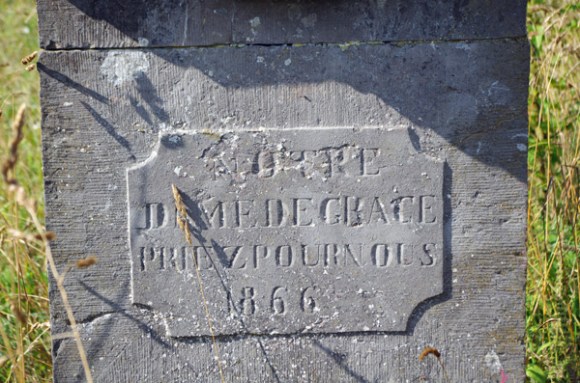 NOTRE
DAME DE GRACE
PRIEZ POUR NOUS
1866